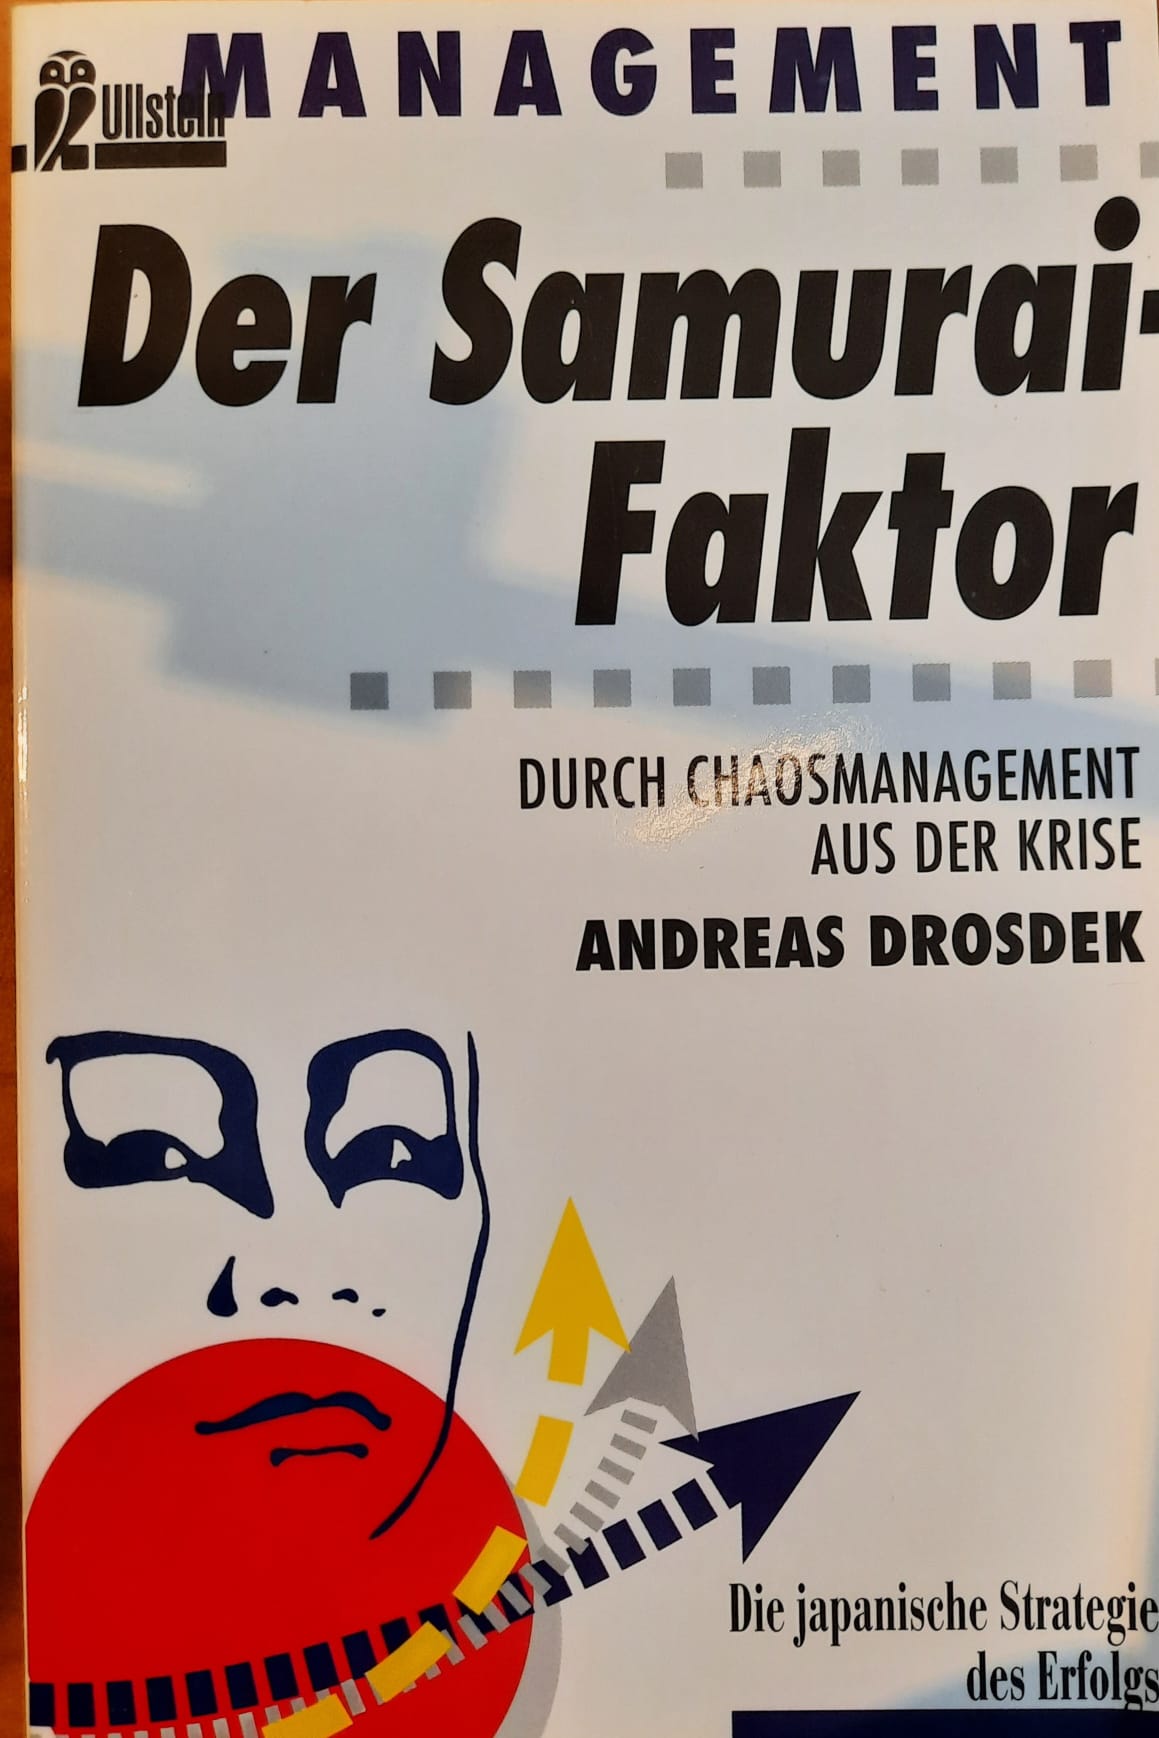 MANAGEMENT
Ullstein
Der Samurai-
Faktor
DURCH CHAOSMANAGEMENT
AUS DER KRISE
ANDREAS DROSDEK
Die japanische Strategie
des Erfolgs